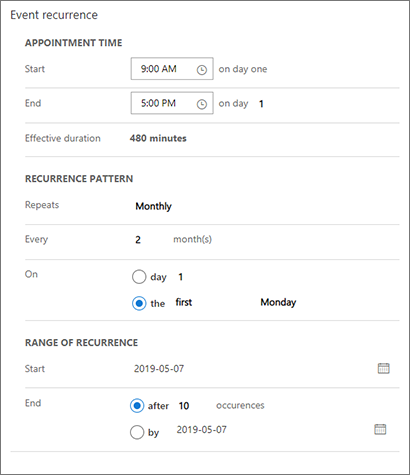 Event recurrence
APPOINTMENT TIME
Start 9:00 AM on day one
End 5:00 PM on day 1
Effective duration 480 minutes
RECURRENCE PATTERN
Repeats Monthly
Every 2 month(s)
On day 1
the first Monday
RANGE OF RECURRENCE
Start 2019-05-07
End after 10 occurences
by 2019-05-07